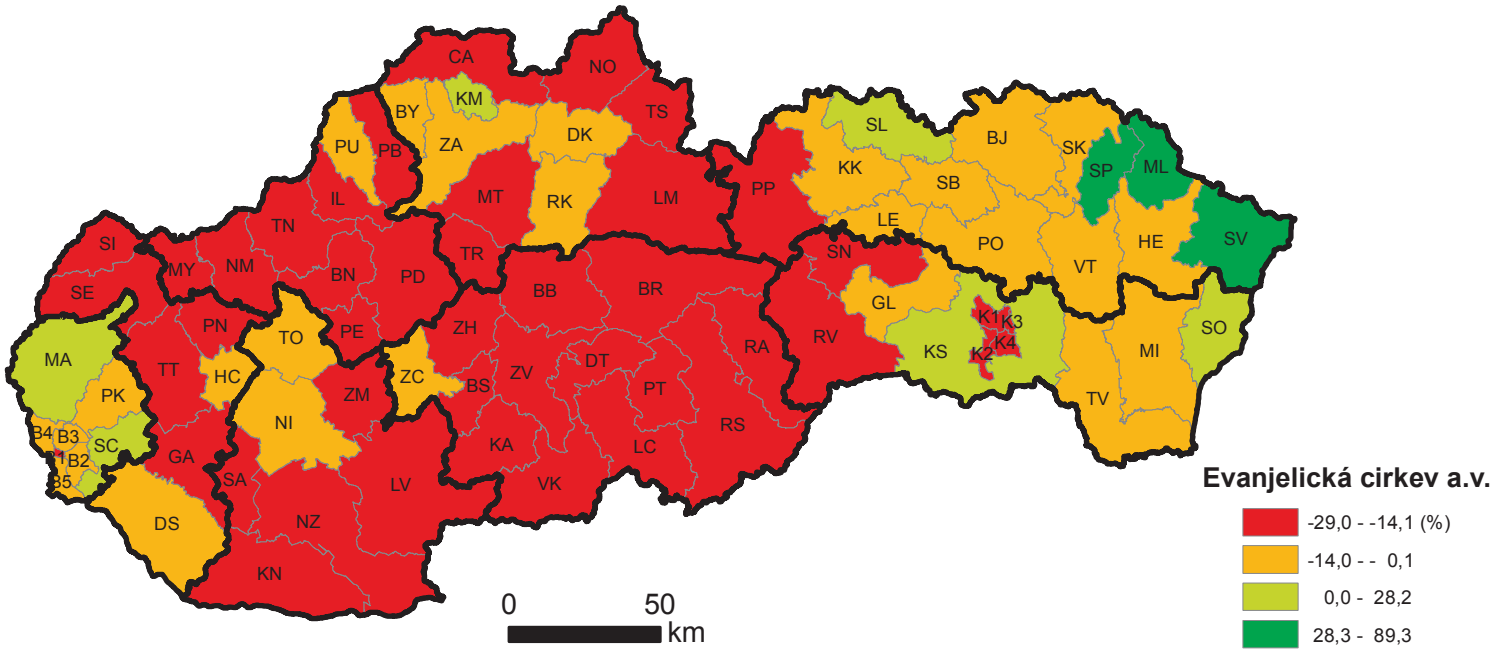 CA
NO
KM
BY
TS
PU
PB
ZA
DK
SL
BJ
SK
SP
ML
KK
SB
IL
MT
RK
LM
PP
LE
TN
PO
HE
SV
SI
MY
NM
BN
PD
TR
SN
VT
SE
BB
BR
GL
PN
TO
PE
ZH
K1
K3
SO
MA
TT
HC
ZC
DT
RA
RV
KS
K2
K4
MI
PK
ZM
BS
ZV
PT
TV
B4
B3
SC
NI
RS
B2
GA
KA
LC
B5
SA
LV
VK
DS
NZ
KN
0 50
km
Evanjelická cirkev a.v.
-29,0 - -14,1 (%)
-14,0 - - 0,1
0,0 - 28,2
28,3 - 89,3